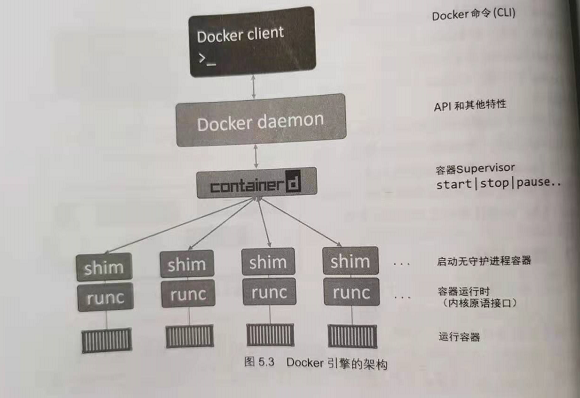 Docker client
>_
Docker 命令(CLI)
Docker daemon
API 和其他特性
containerd
容器Supervisor
start|stop|pause..
shim shim shim shim ...
启动无守护进程容器
runc runc runc runc ...
容器运行时
（内核原语接口）
运行容器
图 5.3 Docker 引擎的架构